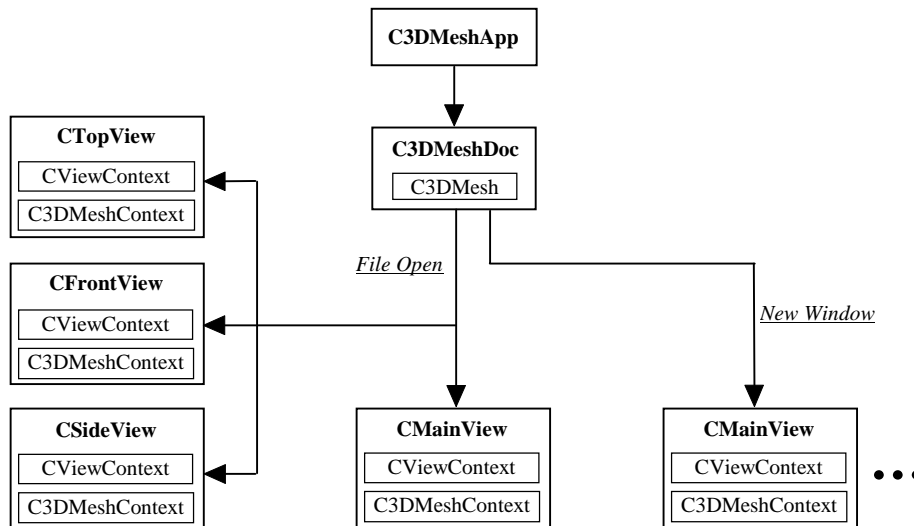 C3DMeshApp
C3DMeshDoc
C3DMesh
CTopView
CViewContext
C3DMeshContext
File Open
CFrontView
CViewContext
C3DMeshContext
New Window
CSideView
CViewContext
C3DMeshContext
CMainView
CViewContext
C3DMeshContext
CMainView
CViewContext
C3DMeshContext